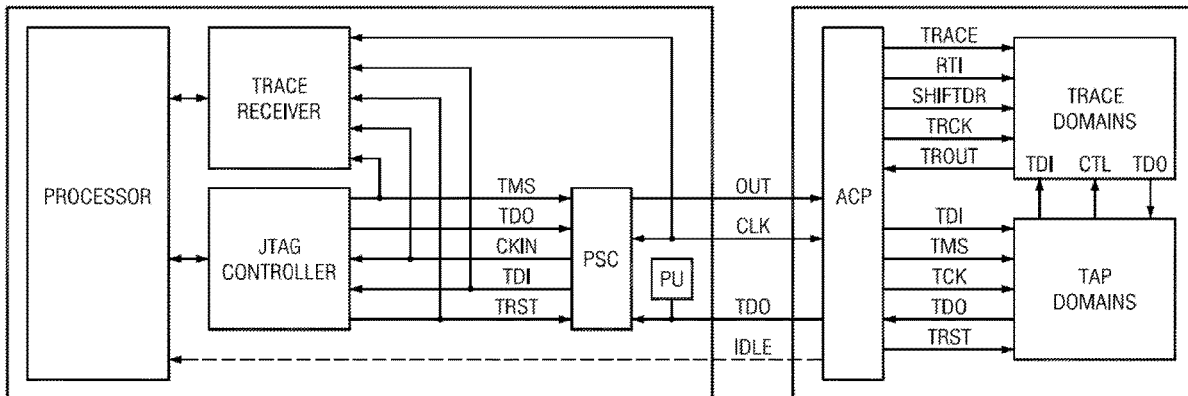 PROCESSOR
TRACE
RECEIVER
JTAG
CONTROLLER
TMS
TDO
CKIN
TDI
TRST
PSC
PU
OUT
CLK
TDO
IDLE
ACP
TRACE
RTI
SHIFTDR
TRCK
TROUT
TRACE
DOMAINS
TDI CTL TDO
TDI
TMS
TCK
TDO
TRST
TAP
DOMAINS